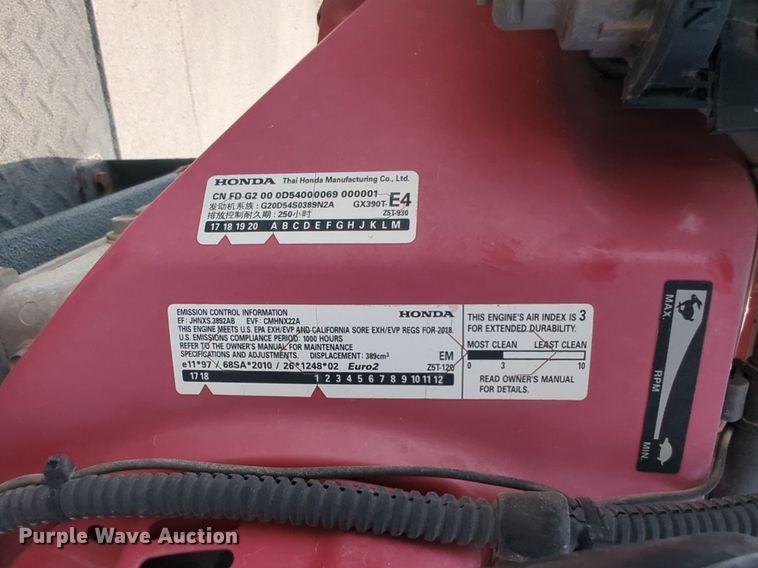 HONDA Thai Honda Manufacturing Co., Ltd.
CN FD G2 00 0D54000069 000001
发动机系族：G20D54S0389N2A GX390T- E4
排放控制耐久期：250小时 Z5T-930
17 18 19 20 A B C D E F G H J K L M
EMISSION CONTROL INFORMATION HONDA
EF: JHNXS.3892AB EVF: CMHNX22A
THIS ENGINE MEETS U.S. EPA EXH/EVP AND CALIFORNIA SORE EXH/EVP REGS FOR 2018.
U.S. EMISSIONS COMPLIANCE PERIOD: 1000 HOURS
REFER TO THE OWNER'S MANUAL FOR MAINTENANCE
SPECIFICATIONS AND ADJUSTMENTS. DISPLACEMENT: 389cm³ EM
e11*97 / 68SA*2010 / 26*1248*02 Euro2 Z5T-120
17 18 1 2 3 4 5 6 7 8 9 10 11 12
THIS ENGINE'S AIR INDEX IS 3
FOR EXTENDED DURABILITY.
MOST CLEAN LEAST CLEAN
0 3 10
READ OWNER'S MANUAL
FOR DETAILS.
MAX.
RPM
MIN.
Purple Wave Auction